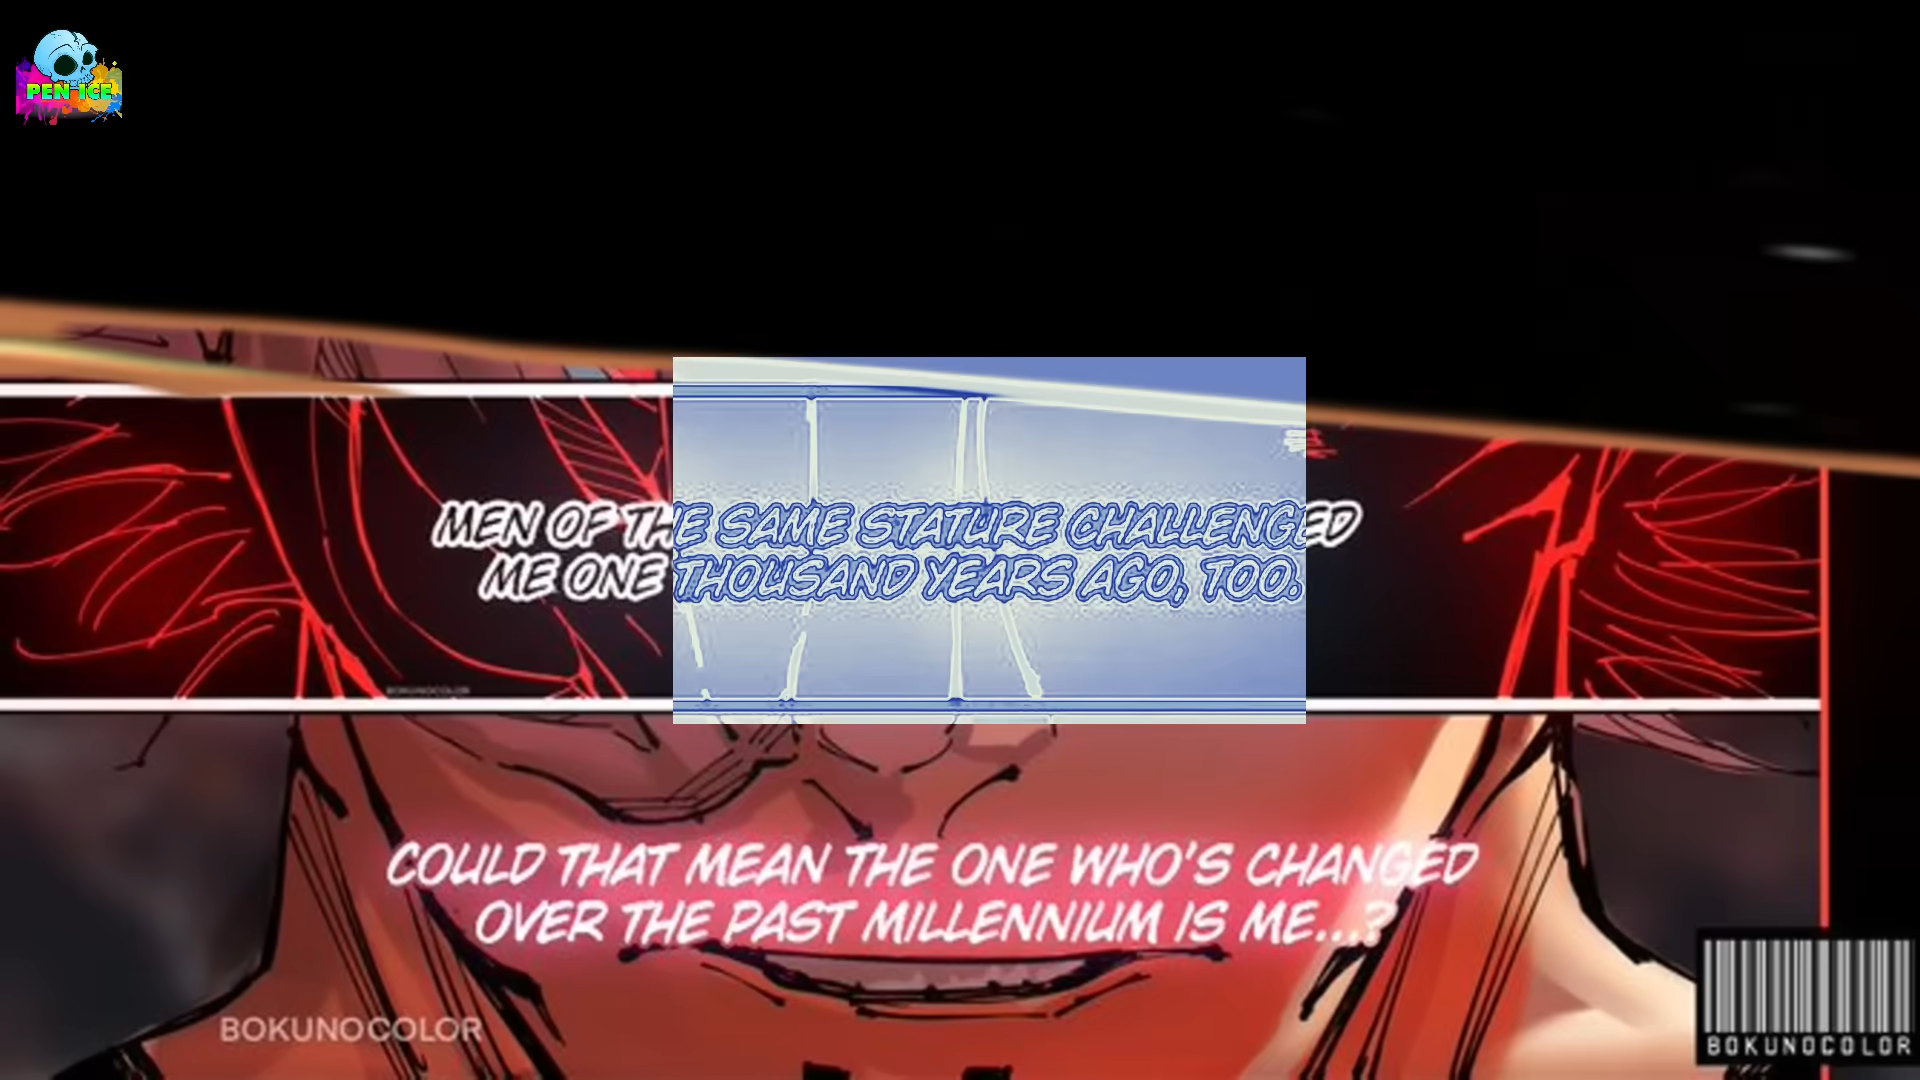 PEN ICE
MEN OF THE SAME STATURE CHALLENGED
ME ONE THOUSAND YEARS AGO, TOO.
BOKUNOCOLOR
COULD THAT MEAN THE ONE WHO'S CHANGED
OVER THE PAST MILLENNIUM IS ME...?
BOKUNOCOLOR
BOKUNOCOLOR